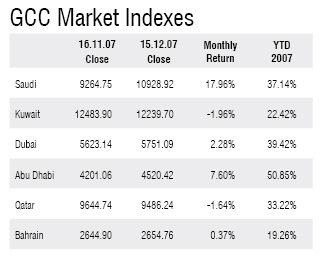 GCC Market Indexes
16.11.07 15.12.07 Monthly YTD
Close Close Return 2007
Saudi 9264.75 10928.92 17.96% 37.14%
Kuwait 12483.90 12239.70 -1.96% 22.42%
Dubai 5623.14 5751.09 2.28% 39.42%
Abu Dhabi 4201.06 4520.42 7.60% 50.85%
Qatar 9644.74 9486.24 -1.64% 33.22%
Bahrain 2644.90 2654.76 0.37% 19.26%